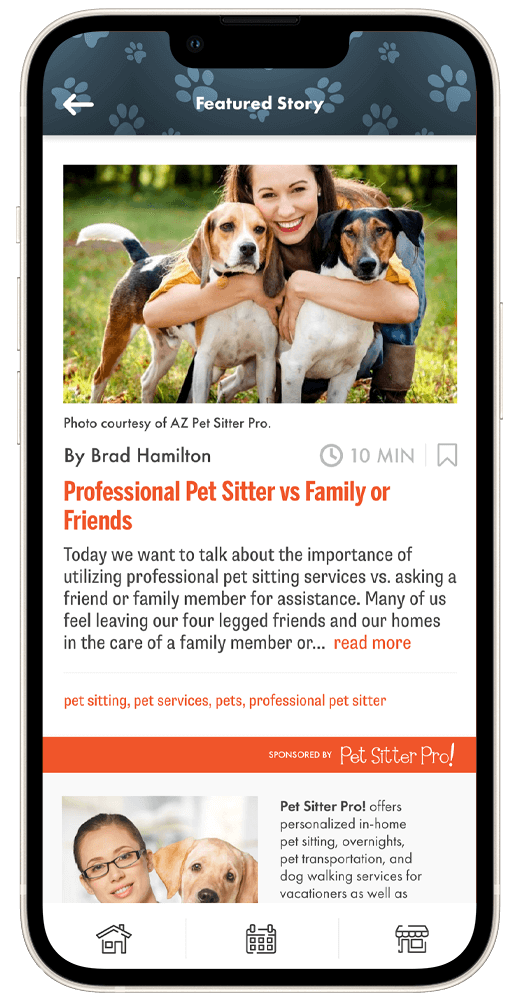 Featured Story
Photo courtesy of AZ Pet Sitter Pro.
By Brad Hamilton
10 MIN
Professional Pet Sitter vs Family or
Friends
Today we want to talk about the importance of
utilizing professional pet sitting services vs. asking a
friend or family member for assistance. Many of us
feel leaving our four legged friends and our homes
in the care of a family member or... read more
pet sitting, pet services, pets, professional pet sitter
SPONSORED BY Pet Sitter Pro!
Pet Sitter Pro! offers
personalized in-home
pet sitting, overnights,
pet transportation, and
dog walking services for
vacationers as well as